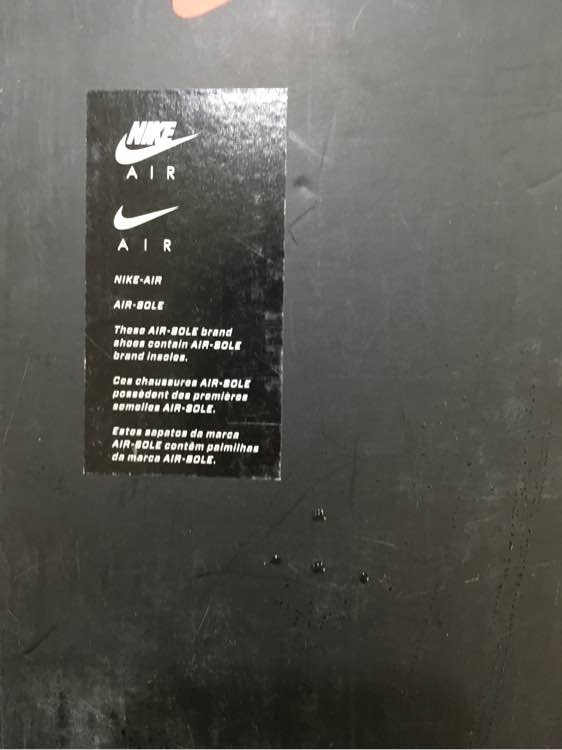 NIKE
AIR
AIR
NIKE-AIR
AIR-SOLE
These AIR-SOLE brand
shoes contain AIR-SOLE
brand insoles.
Ces chaussures AIR-SOLE
possèdent des premières
semelles AIR-SOLE.
Estes sapatos da marca
AIR-SOLE contêm palmilhas
da marca AIR-SOLE.